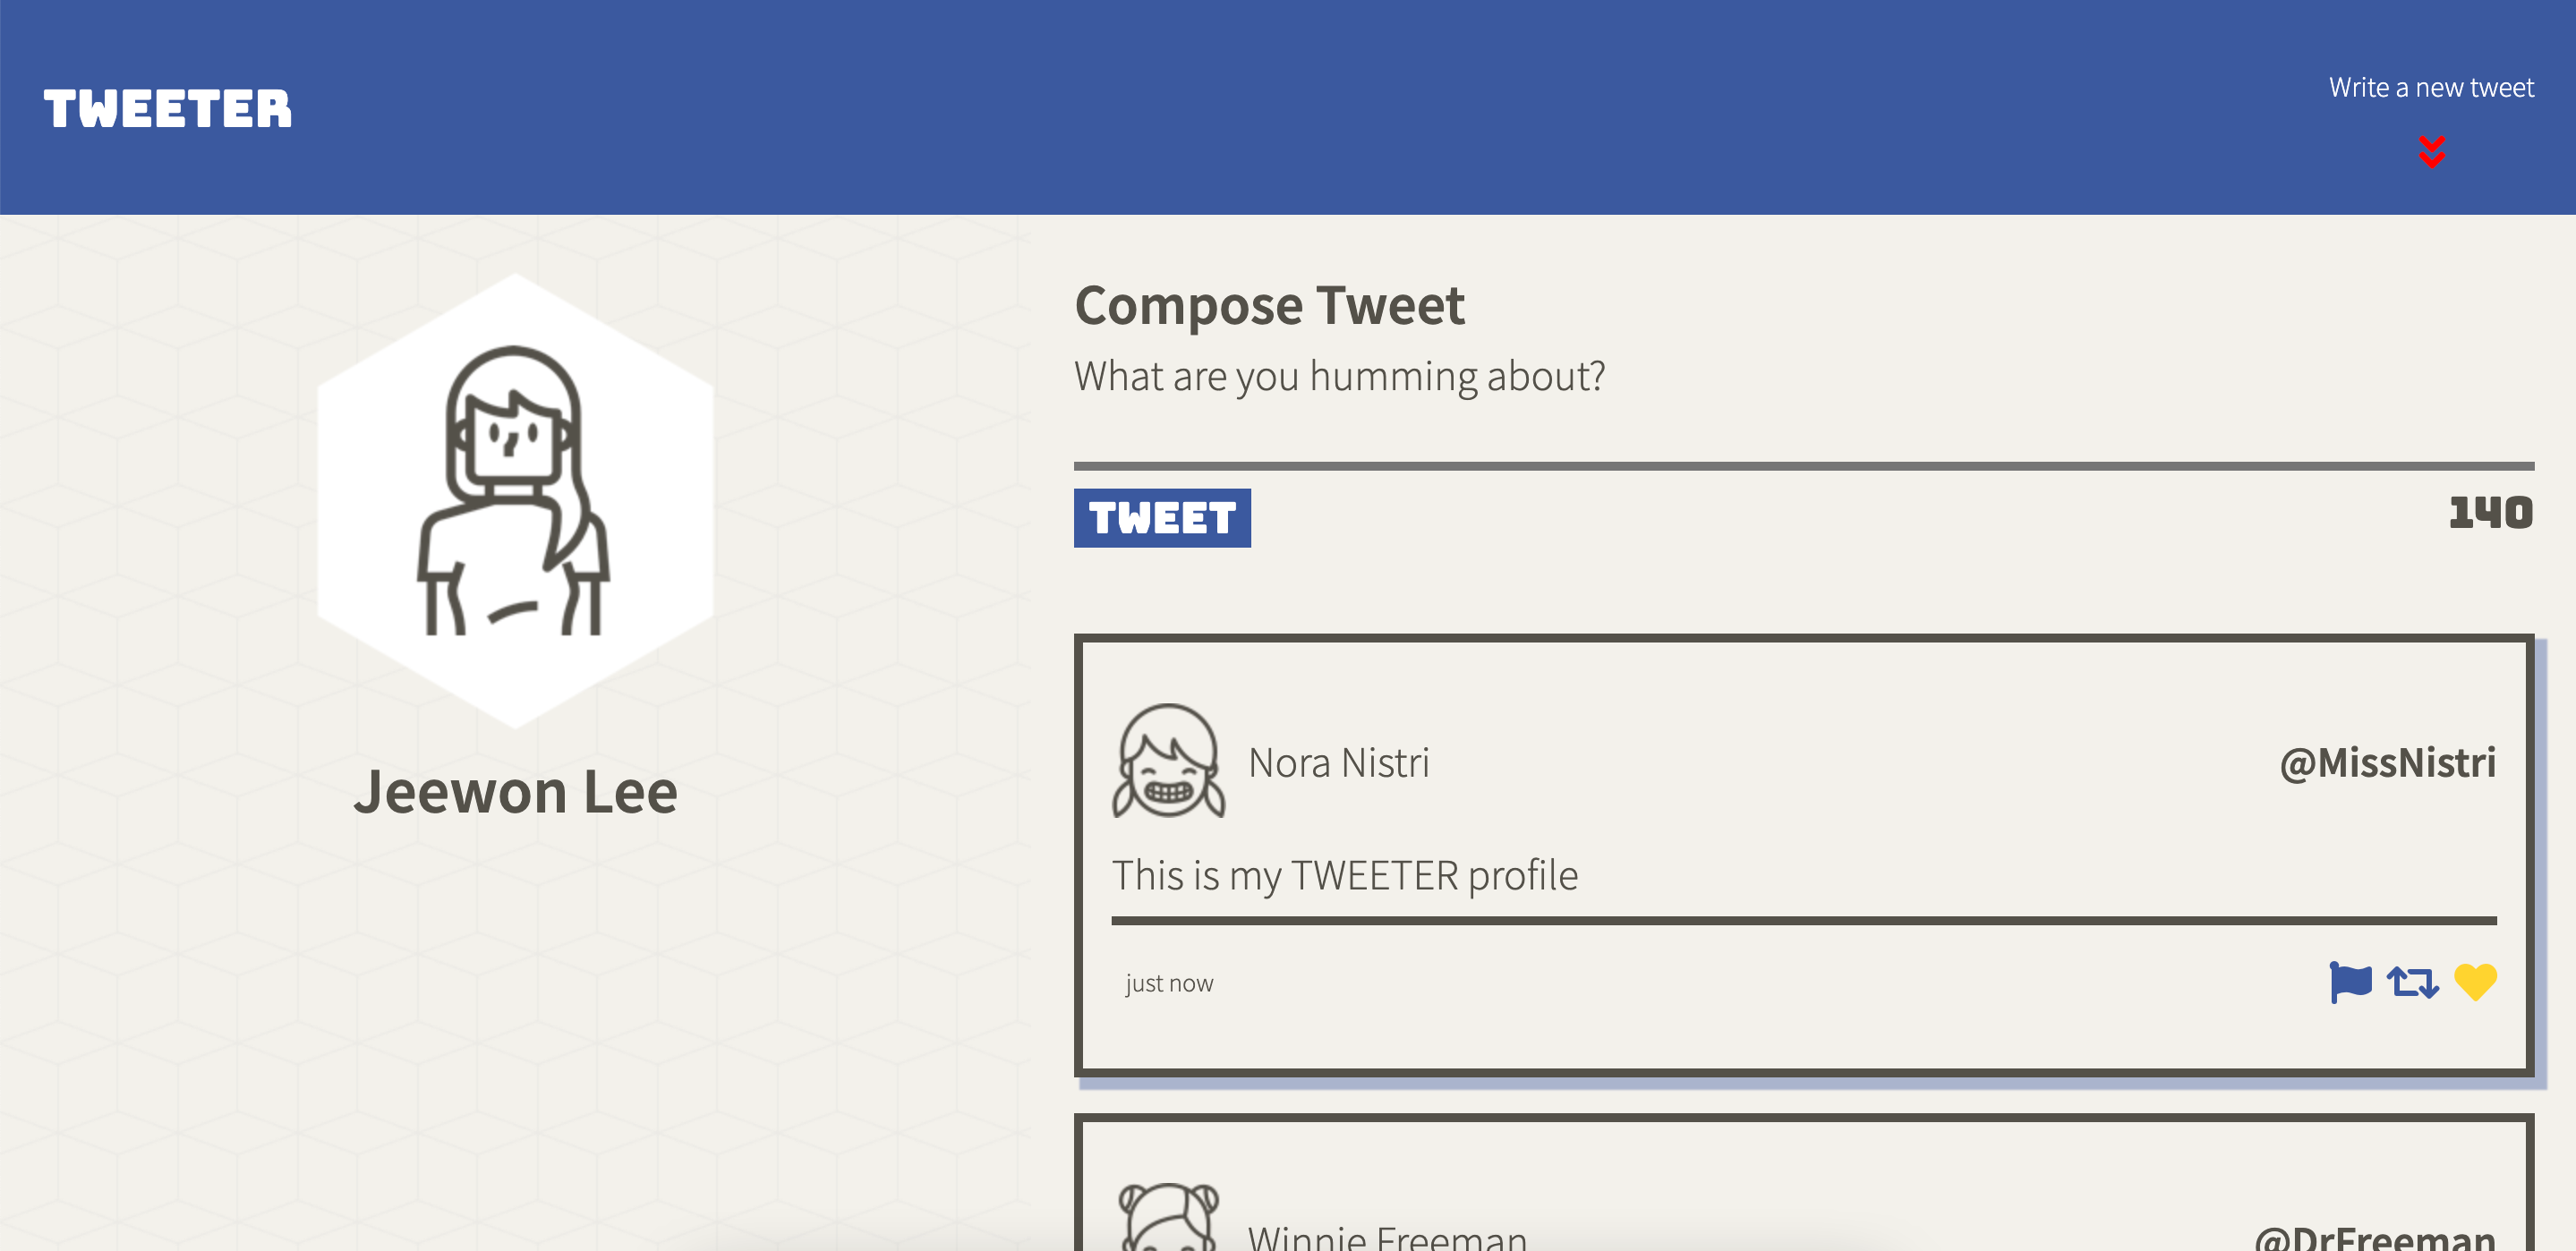 TWEETER
Write a new tweet
Jeewon Lee
Compose Tweet
What are you humming about?
TWEET
140
Nora Nistri
@MissNistri
This is my TWEETER profile
just now
Winnie Freeman
@DrFreeman